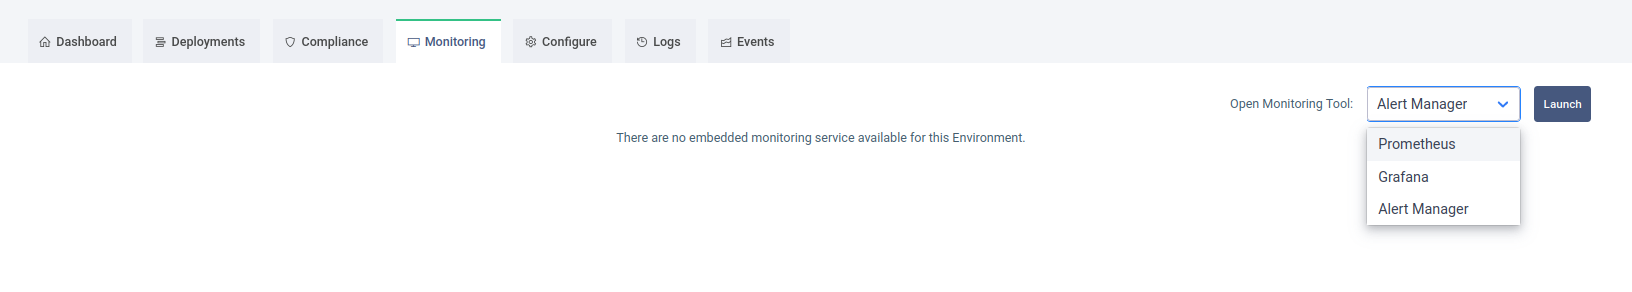 Dashboard Deployments Compliance Monitoring Configure Logs Events
Open Monitoring Tool: Alert Manager Launch
There are no embedded monitoring service available for this Environment.
Prometheus
Grafana
Alert Manager